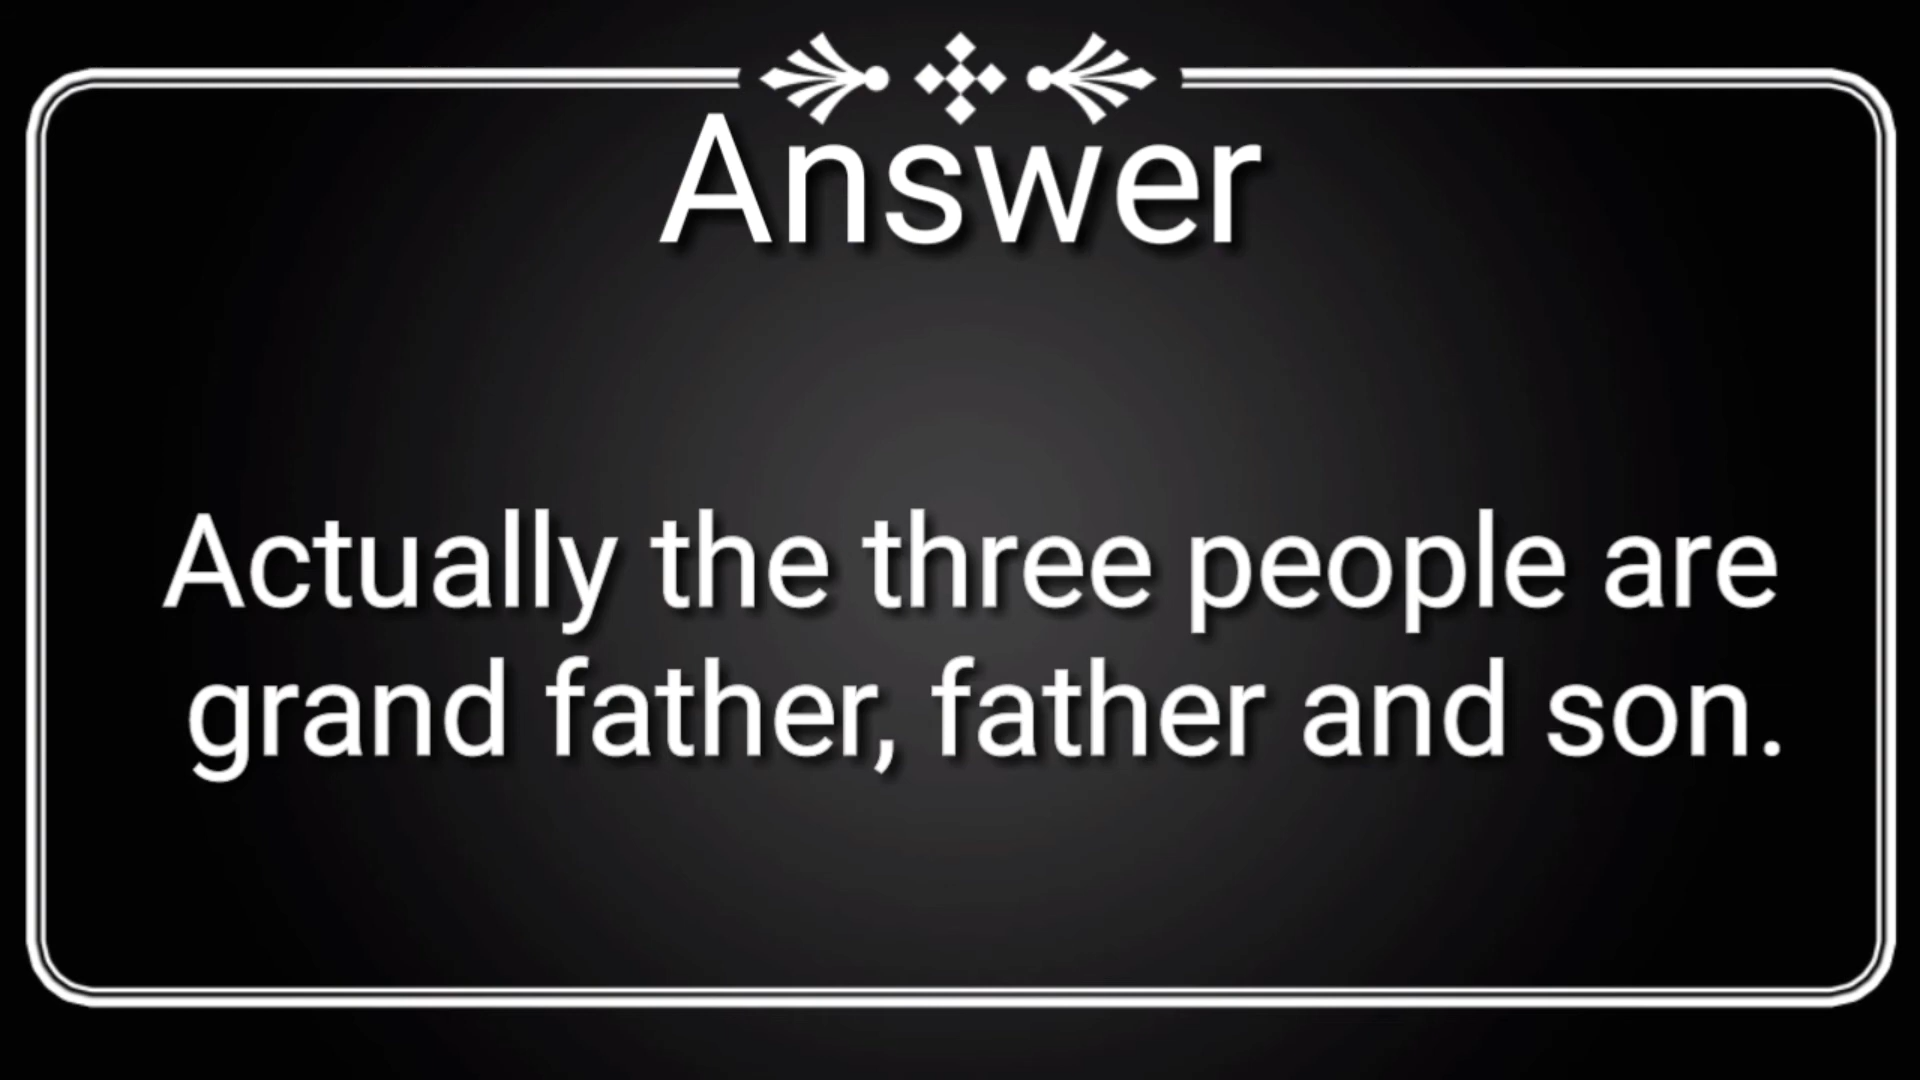 Answer
Actually the three people are
grand father, father and son.